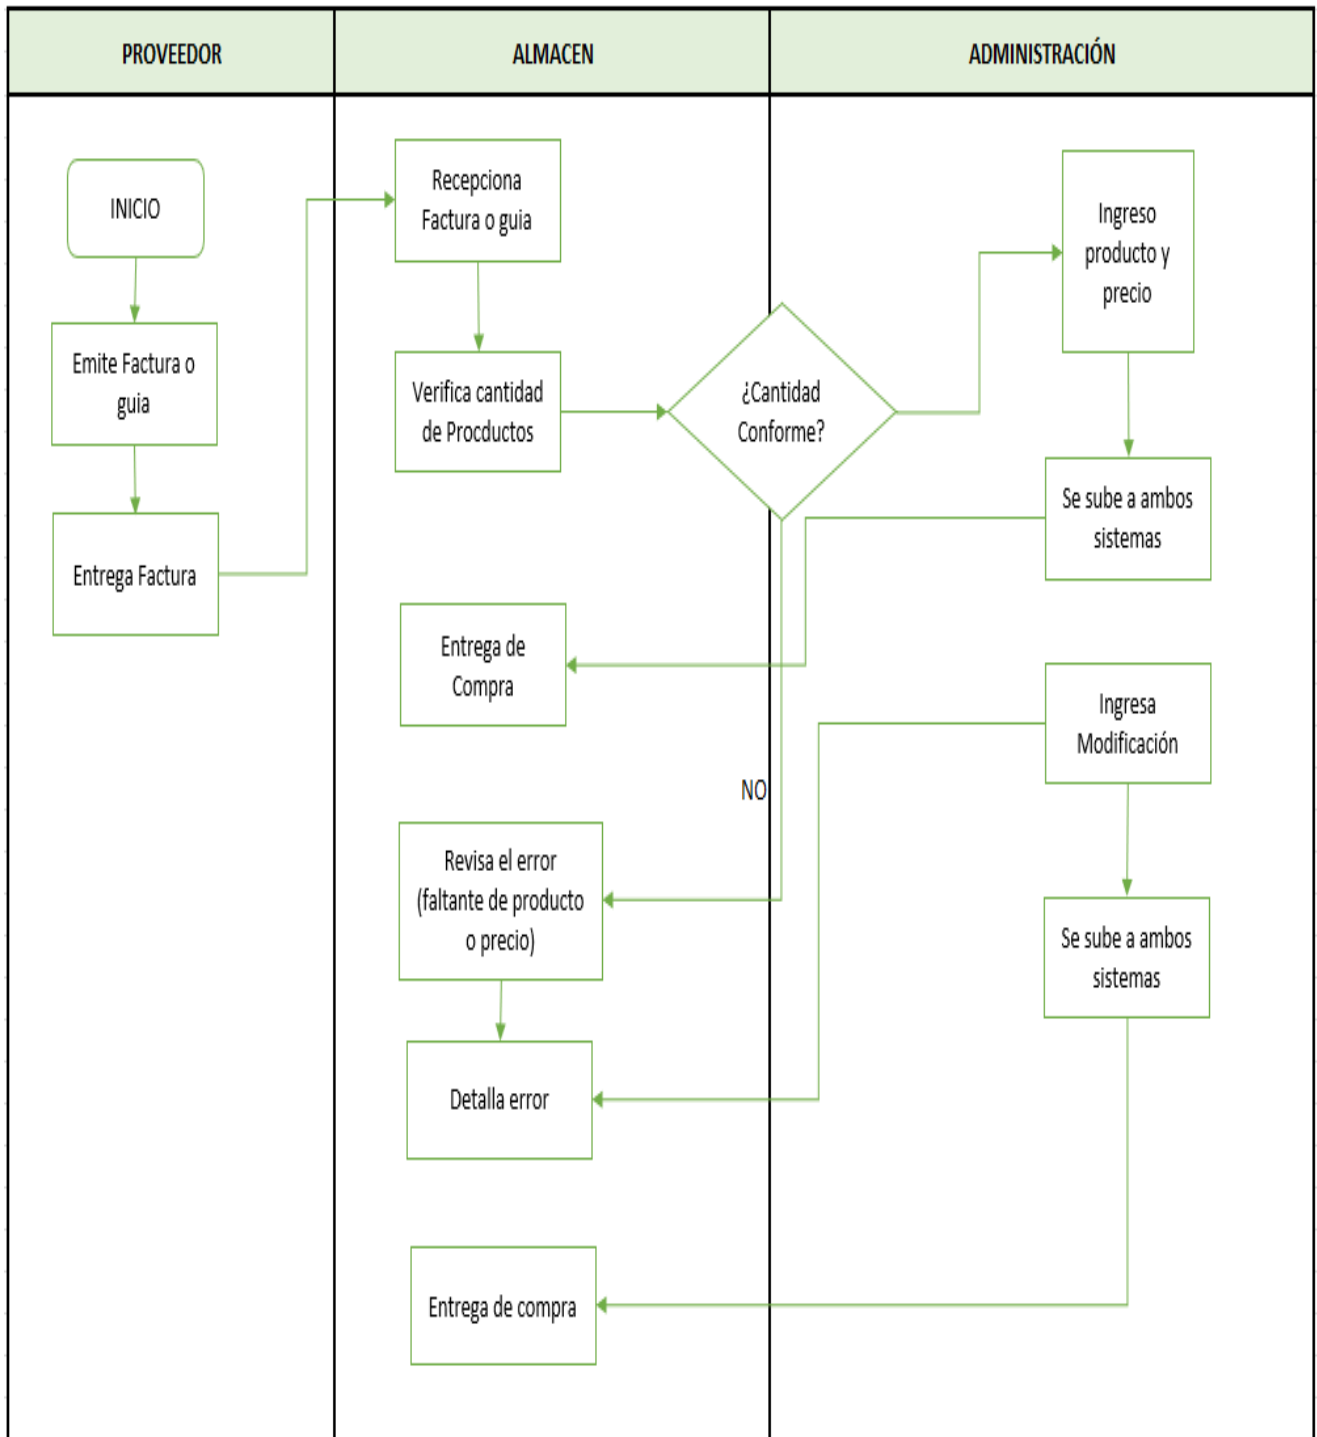 PROVEEDOR
ALMACEN
ADMINISTRACIÓN
INICIO
Emite Factura o
guia
Entrega Factura
Recepciona
Factura o guia
Verifica cantidad
de Procductos
¿Cantidad
Conforme?
Ingreso
producto y
precio
Se sube a ambos
sistemas
Entrega de
Compra
NO
Revisa el error
(faltante de producto
o precio)
Detalla error
Ingresa
Modificación
Se sube a ambos
sistemas
Entrega de compra